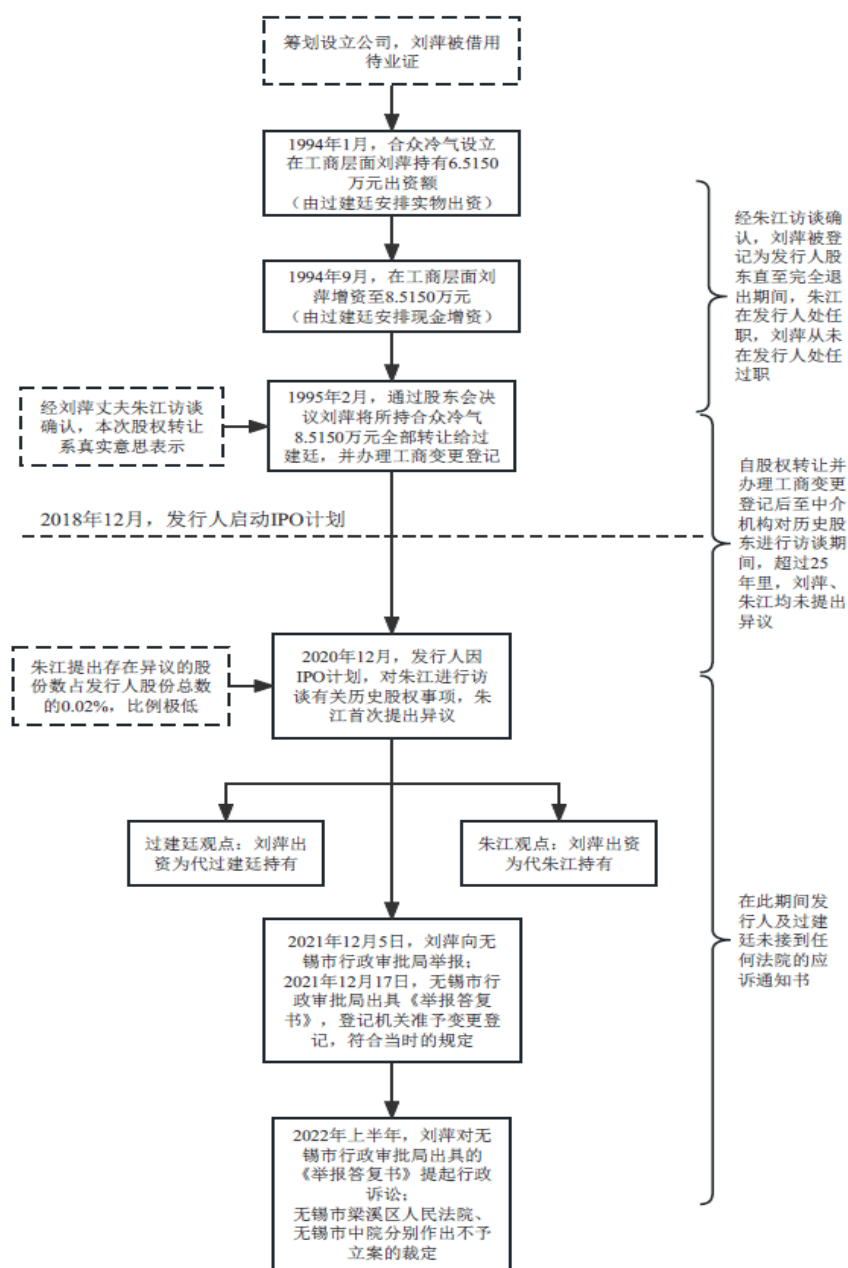 筹划设立公司，刘萍被借用
待业证
1994年1月，合众冷气设立
在工商层面刘萍持有6.5150
万元出资额
（由过建廷安排实物出资）
1994年9月，在工商层面刘
萍增资至8.5150万元
（由过建廷安排现金增资）
经朱江访谈确
认，刘萍被登
记为发行人股
东直至完全退
出期间，朱江
在发行人处任
职，刘萍从未
在发行人处任
过职
经刘萍丈夫朱江访谈
确认，本次股权转让
系真实意思表示
1995年2月，通过股东会决
议刘萍将所持合众冷气
8.5150万元全部转让给过
建廷，并办理工商变更登记
2018年12月，发行人启动IPO计划
自股权转让并
办理工商变更
登记后至中介
机构对历史股
东进行访谈期
间，超过25
年里，刘萍、
朱江均未提出
异议
朱江提出存在异议的股
份数占发行人股份总数
的0.02%，比例极低
2020年12月，发行人因
IPO计划，对朱江进行访
谈有关历史股权事项，朱
江首次提出异议
过建廷观点：刘萍出
资为代过建廷持有
朱江观点：刘萍出资
为代朱江持有
在此期间发
行人及过建
廷未接到任
何法院的应
诉通知书
2021年12月5日，刘萍向无
锡市行政审批局举报；
2021年12月17日，无锡市行
政审批局出具《举报答复
书》，登记机关准予变更登
记，符合当时的规定
2022年上半年，刘萍对无
锡市行政审批局出具的
《举报答复书》提起行政
诉讼；
无锡市梁溪区人民法院、
无锡市中院分别作出不予
立案的裁定